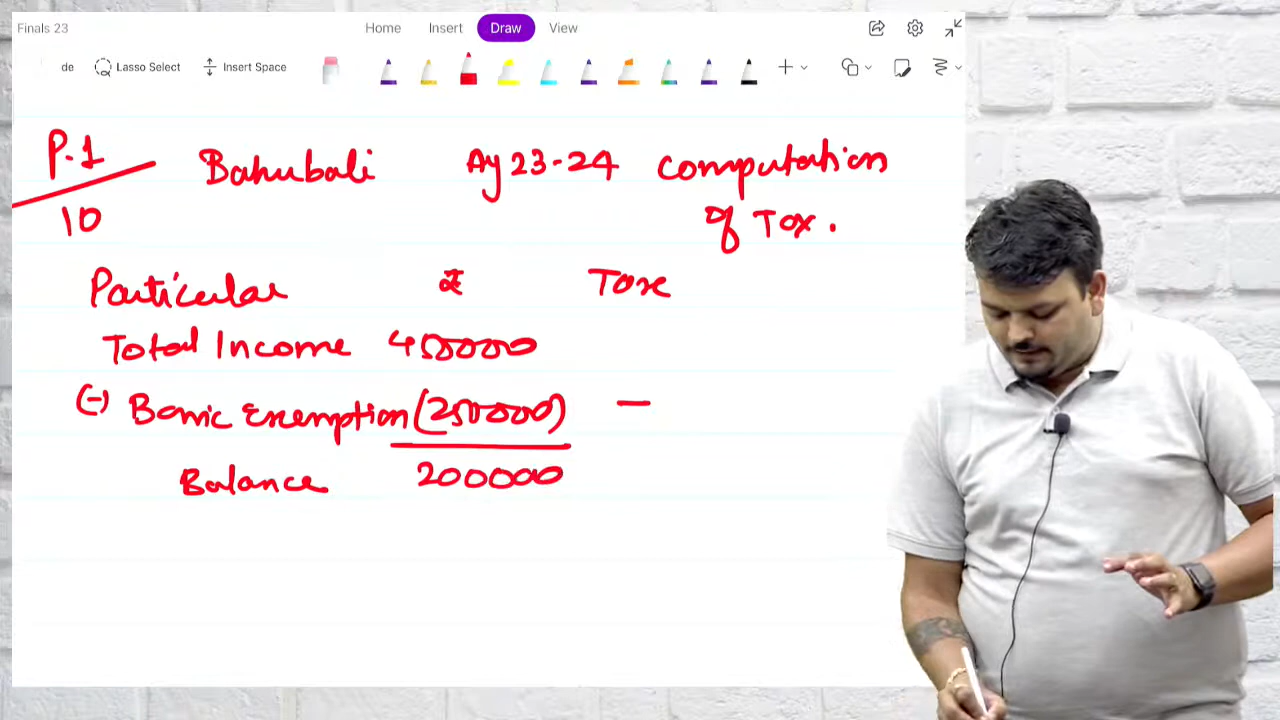 Finals 23
Home Insert Draw View
de Lasso Select Insert Space
P.1
10
Bahubali Ay 23-24 Computation
of Tax.
Particular ₹ Tax
Total Income 450000
(-) Basic Exemption (250000) —
Balance 200000